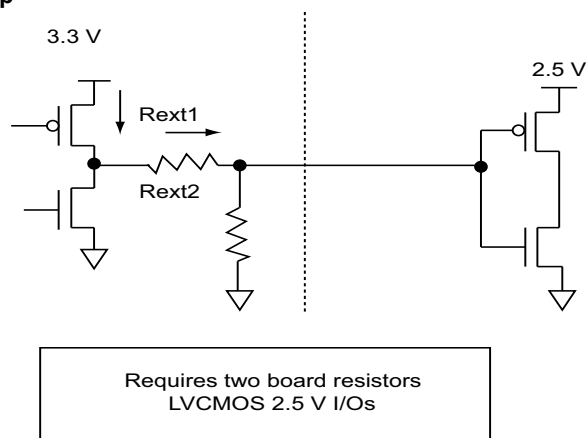 p
3.3 V
2.5 V
Rext1
Rext2
Requires two board resistors
LVCMOS 2.5 V I/Os